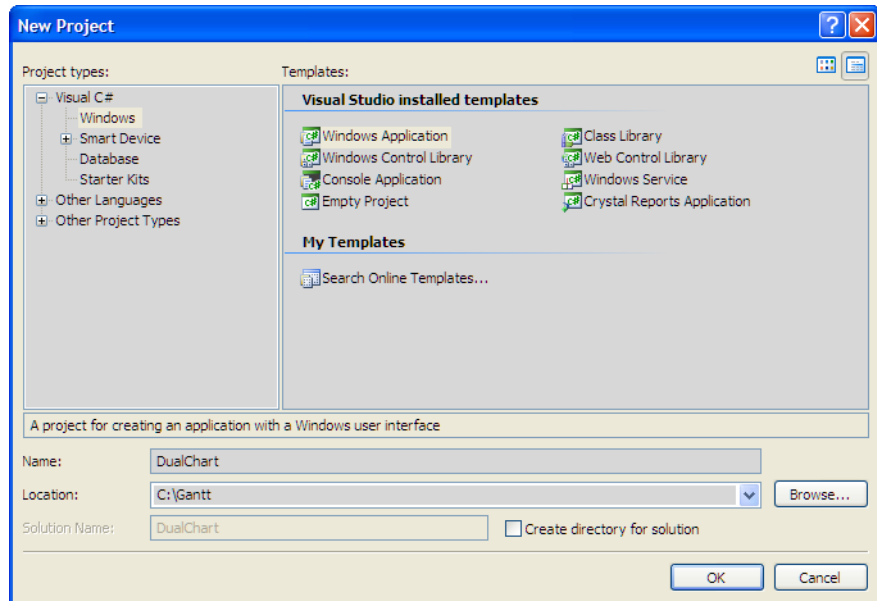 New Project
Project types:
Templates:
Visual C#
Windows
Smart Device
Database
Starter Kits
Other Languages
Other Project Types
Visual Studio installed templates
Windows Application
Class Library
Windows Control Library
Web Control Library
Console Application
Windows Service
Empty Project
Crystal Reports Application
My Templates
Search Online Templates...
A project for creating an application with a Windows user interface
Name:
DualChart
Location:
C:\Gantt
Browse...
Solution Name:
DualChart
Create directory for solution
OK
Cancel